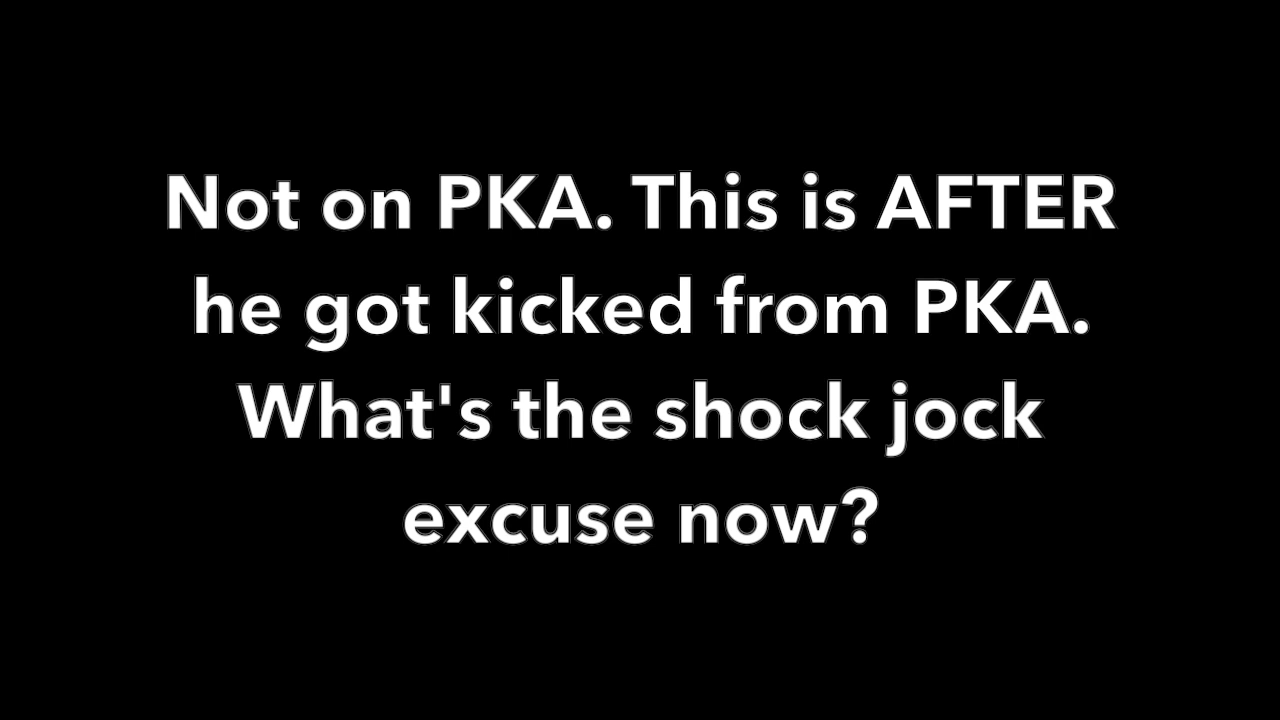 Not on PKA. This is AFTER
he got kicked from PKA.
What's the shock jock
excuse now?